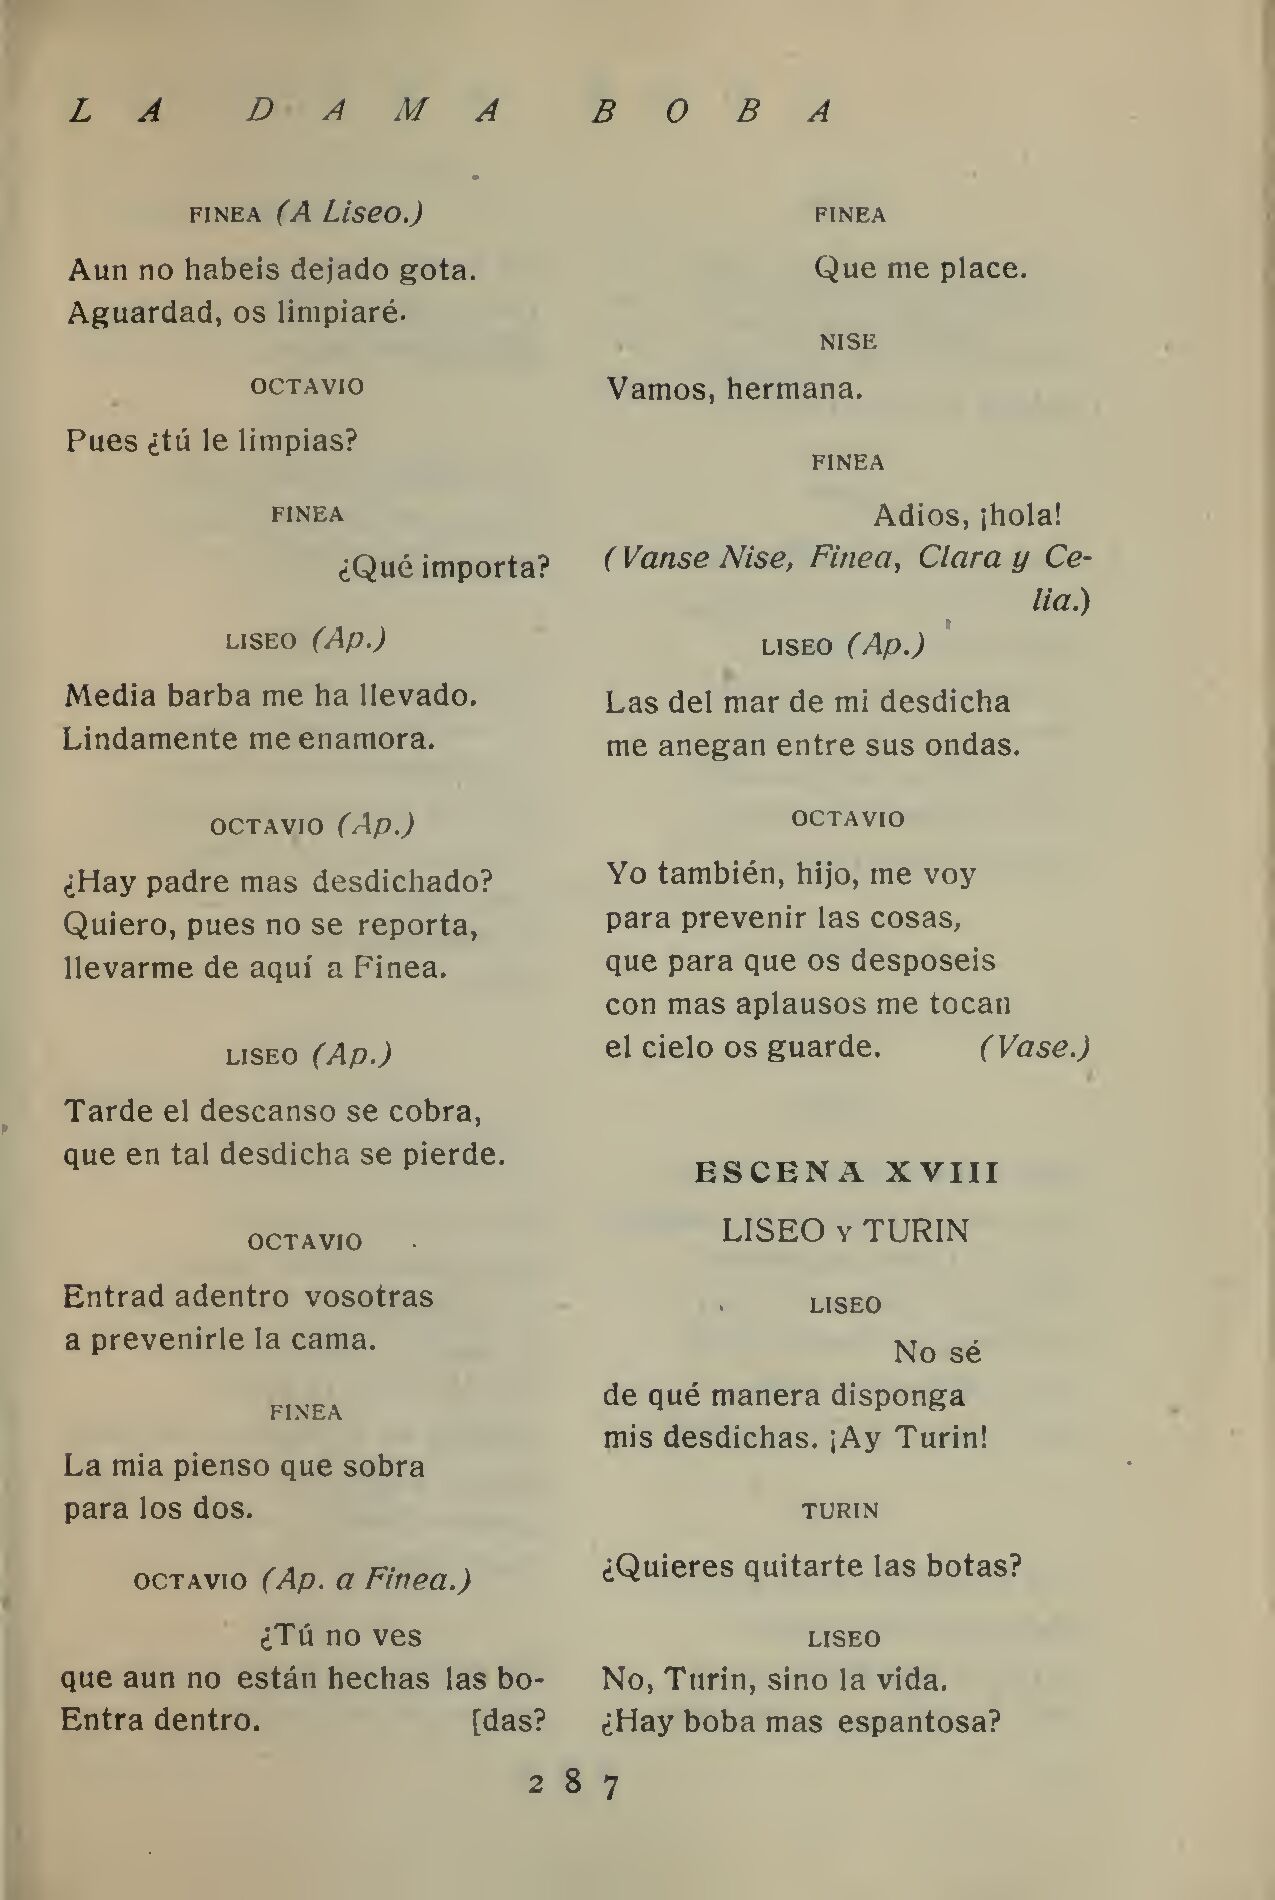 LA DAMA BOBA
FINEA (A Liseo.)
Aun no habeis dejado gota.
Aguardad, os limpiaré.
OCTAVIO
Pues ¿tú le limpias?
FINEA
¿Qué importa?
LISEO (Ap.)
Media barba me ha llevado.
Lindamente me enamora.
OCTAVIO (Ap.)
¿Hay padre mas desdichado?
Quiero, pues no se reporta,
llevarme de aquí a Finea.
LISEO (Ap.)
Tarde el descanso se cobra,
que en tal desdicha se pierde.
OCTAVIO
Entrad adentro vosotras
a prevenirle la cama.
FINEA
La mia pienso que sobra
para los dos.
OCTAVIO (Ap. a Finea.)
¿Tú no ves
que aun no están hechas las bo-
Entra dentro. [das?
FINEA
Que me place.
NISE
Vamos, hermana.
FINEA
Adios, ¡hola!
(Vanse Nise, Finea, Clara y Ce-
lia.)
LISEO (Ap.)
Las del mar de mi desdicha
me anegan entre sus ondas.
OCTAVIO
Yo también, hijo, me voy
para prevenir las cosas,
que para que os desposeis
con mas aplausos me tocan
el cielo os guarde. (Vase.)
ESCENA XVIII
LISEO Y TURIN
LISEO
No sé
de qué manera disponga
mis desdichas. ¡Ay Turin!
TURIN
¿Quieres quitarte las botas?
LISEO
No, Turin, sino la vida.
¿Hay boba mas espantosa?
287